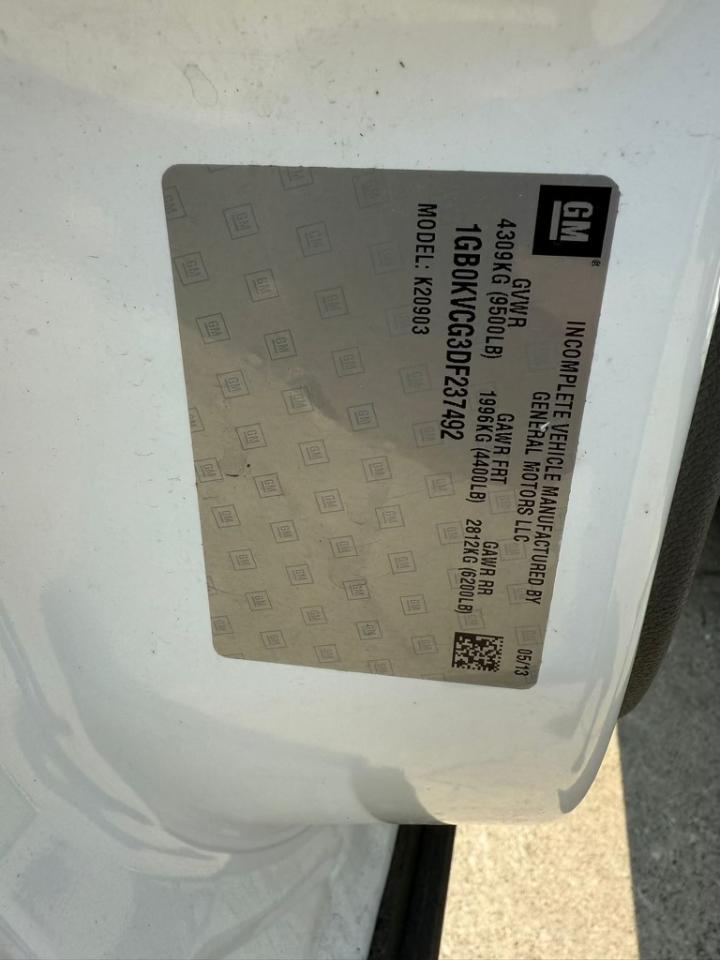 GM®
INCOMPLETE VEHICLE MANUFACTURED BY
GENERAL MOTORS LLC
05/13
GVWR GAWR FRT GAWR RR
4309KG (9500LB) 1996KG (4400LB) 2812KG (6200LB)
1GB0KVCG3DF237492
MODEL: K20903